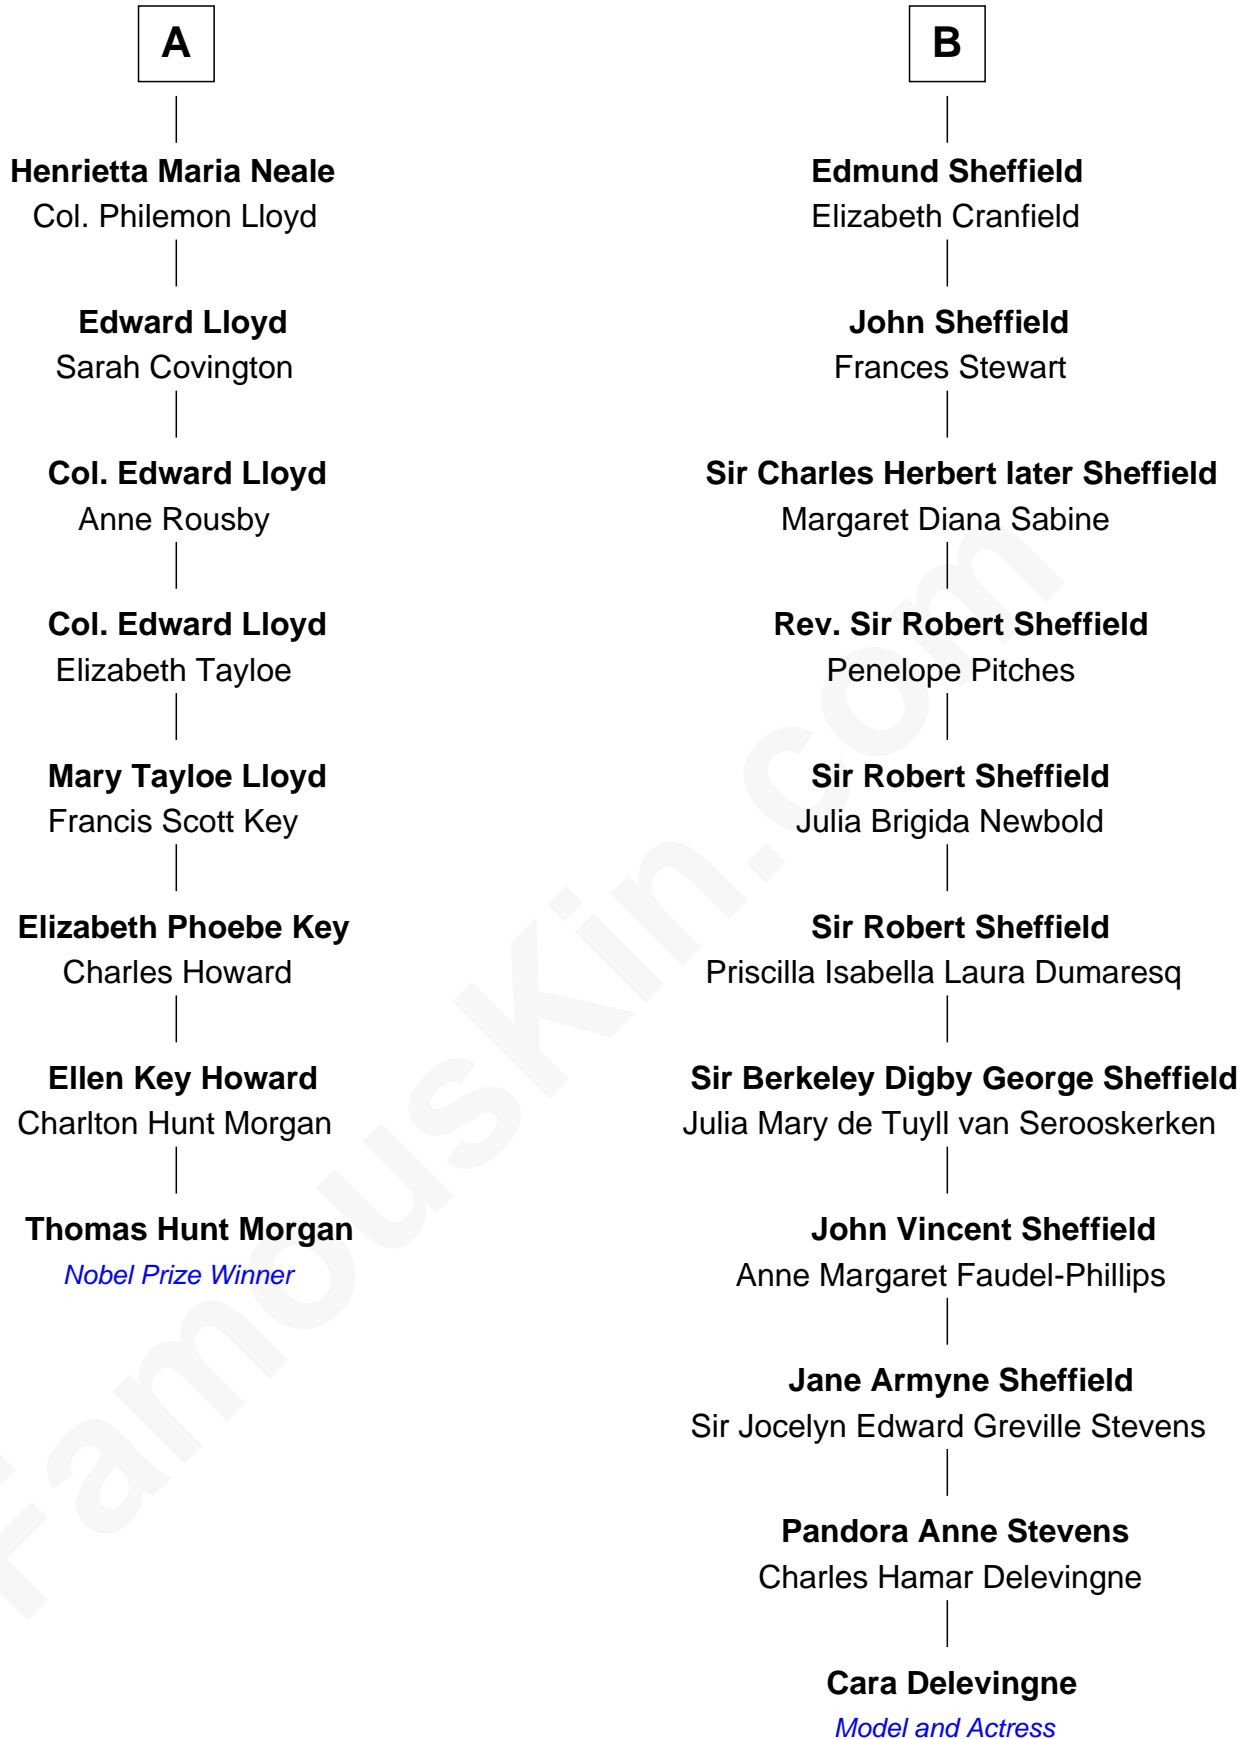 A
Henrietta Maria Neale
Col. Philemon Lloyd
Edward Lloyd
Sarah Covington
Col. Edward Lloyd
Anne Rousby
Col. Edward Lloyd
Elizabeth Tayloe
Mary Tayloe Lloyd
Francis Scott Key
Elizabeth Phoebe Key
Charles Howard
Ellen Key Howard
Charlton Hunt Morgan
Thomas Hunt Morgan
Nobel Prize Winner
B
Edmund Sheffield
Elizabeth Cranfield
John Sheffield
Frances Stewart
Sir Charles Herbert later Sheffield
Margaret Diana Sabine
Rev. Sir Robert Sheffield
Penelope Pitches
Sir Robert Sheffield
Julia Brigida Newbold
Sir Robert Sheffield
Priscilla Isabella Laura Dumaresq
Sir Berkeley Digby George Sheffield
Julia Mary de Tuyll van Serooskerken
John Vincent Sheffield
Anne Margaret Faudel-Phillips
Jane Armyne Sheffield
Sir Jocelyn Edward Greville Stevens
Pandora Anne Stevens
Charles Hamar Delevingne
Cara Delevingne
Model and Actress
FamousKin.com